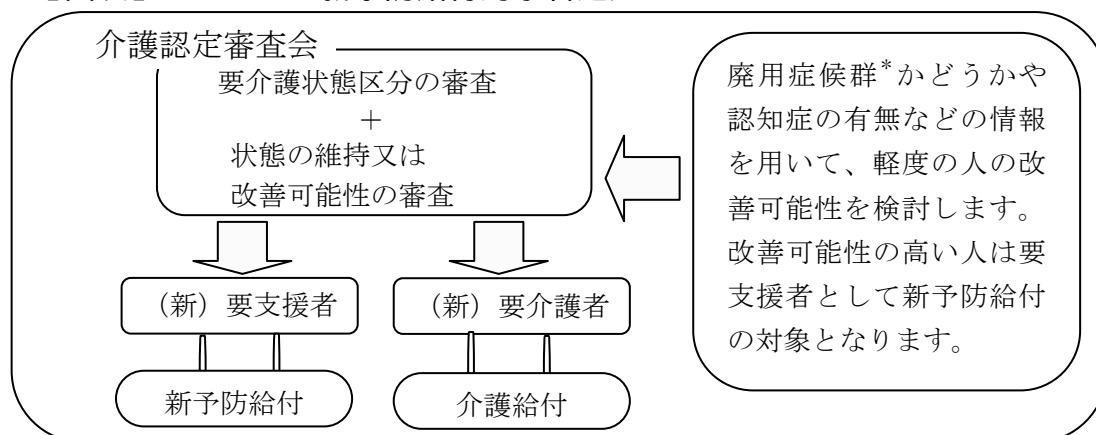 介護認定審査会
要介護状態区分の審査
+
状態の維持又は
改善可能性の審査
廃用症候群*かどうかや
認知症の有無などの情報
を用いて、軽度の人の改
善可能性を検討します。
改善可能性の高い人は要
支援者として新予防給付
の対象となります。
（新）要支援者
（新）要介護者
新予防給付
介護給付